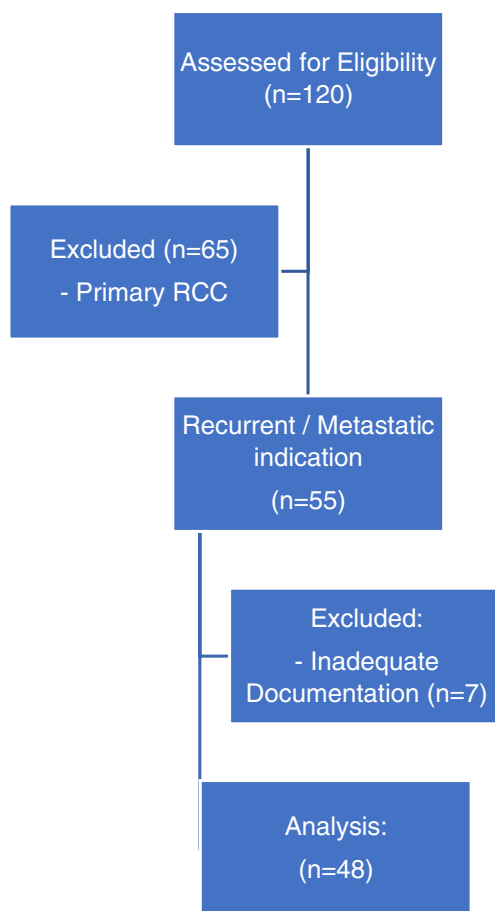 Assessed for Eligibility
(n=120)
Excluded (n=65)
- Primary RCC
Recurrent / Metastatic
indication
(n=55)
Excluded:
- Inadequate
Documentation (n=7)
Analysis:
(n=48)